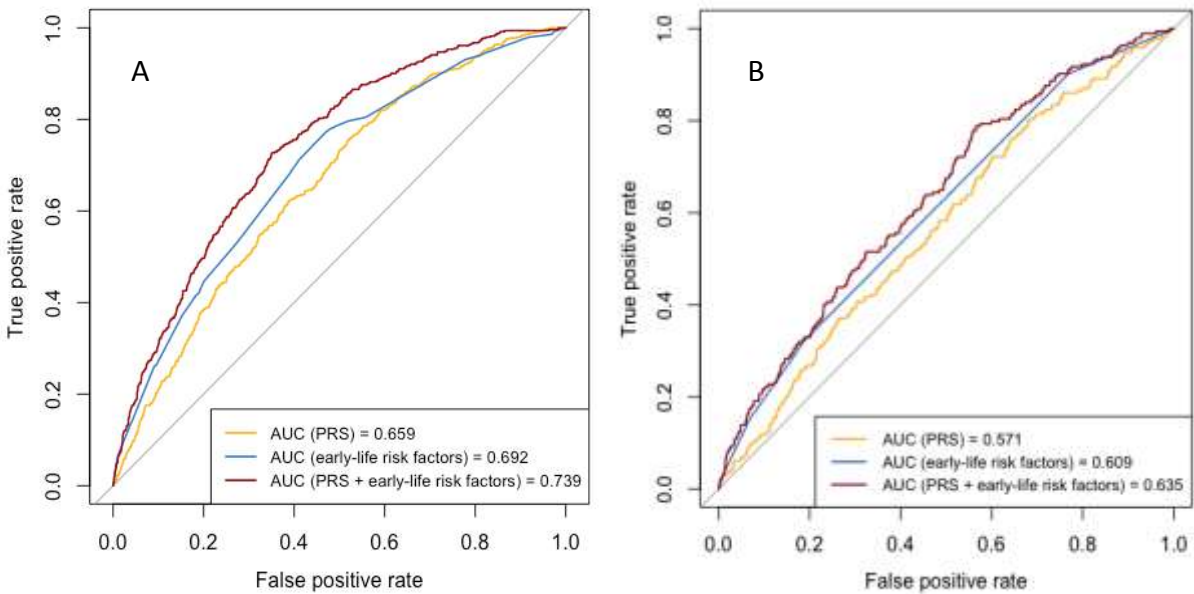 A
True positive rate
1.0
0.8
0.6
0.4
0.2
0.0
AUC (PRS) = 0.659
AUC (early-life risk factors) = 0.692
AUC (PRS + early-life risk factors) = 0.739
0.0 0.2 0.4 0.6 0.8 1.0
False positive rate
B
True positive rate
1.0
0.8
0.6
0.4
0.2
0.0
AUC (PRS) = 0.571
AUC (early-life risk factors) = 0.609
AUC (PRS + early-life risk factors) = 0.635
0.0 0.2 0.4 0.6 0.8 1.0
False positive rate